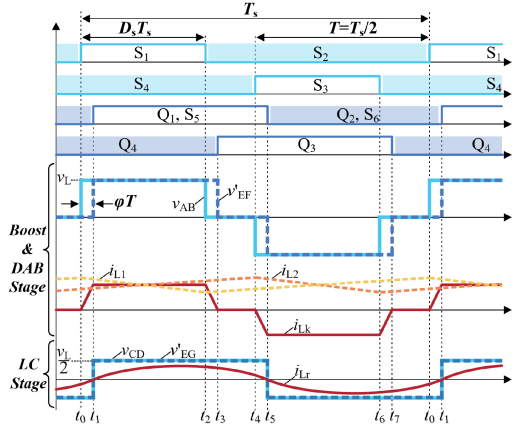 Ts
DsTs T=Ts/2
S1 S2 S1
S4 S3 S4
Q1, S5 Q2, S6
Q4 Q3 Q4
vL
φT vAB v'EF
Boost
&
DAB
Stage
iL1 iL2
iLk
LC
Stage
vL
2
vCD v'EG iLr
t0 t1 t2 t3 t4 t5 t6 t7 t0 t1